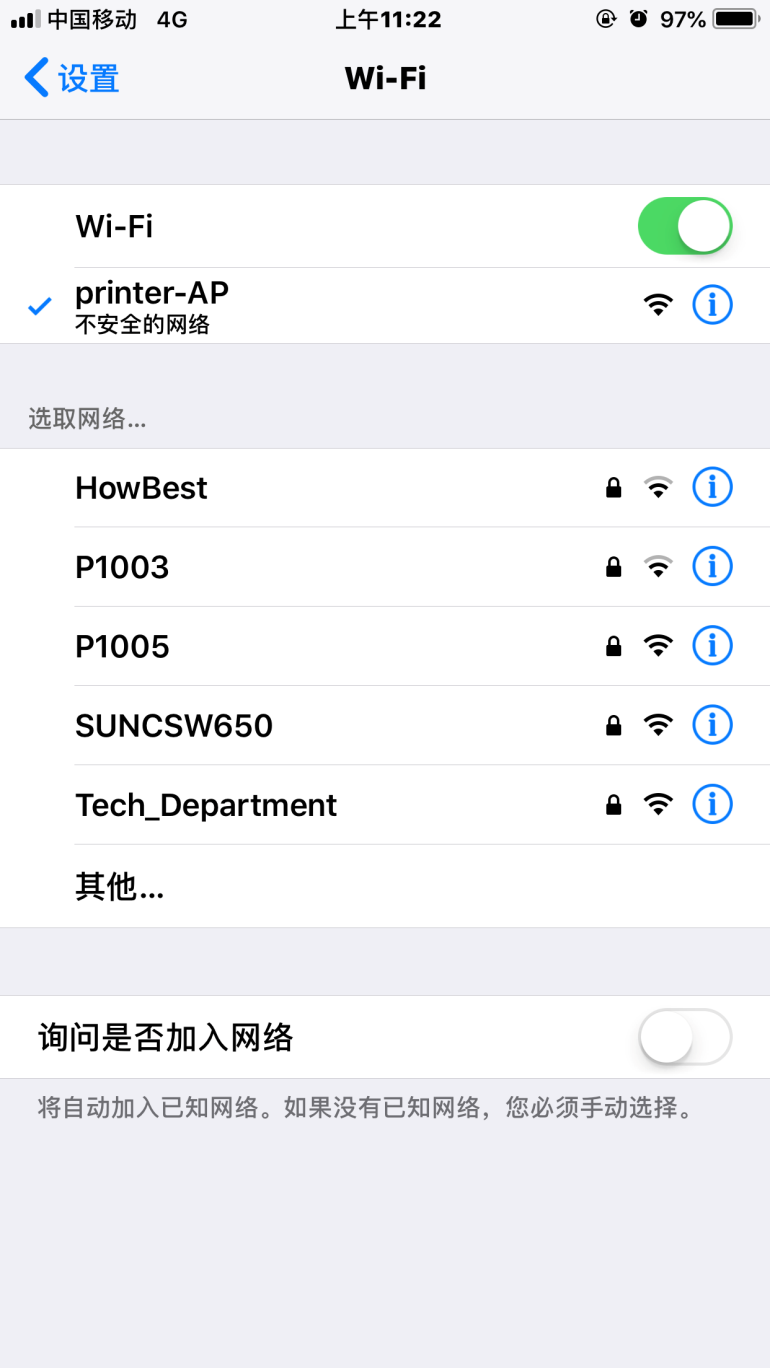 中国移动 4G 上午11:22 97%
设置 Wi-Fi
Wi-Fi
printer-AP
不安全的网络
选取网络...
HowBest
P1003
P1005
SUNCSW650
Tech_Department
其他...
询问是否加入网络
将自动加入已知网络。如果没有已知网络，您必须手动选择。